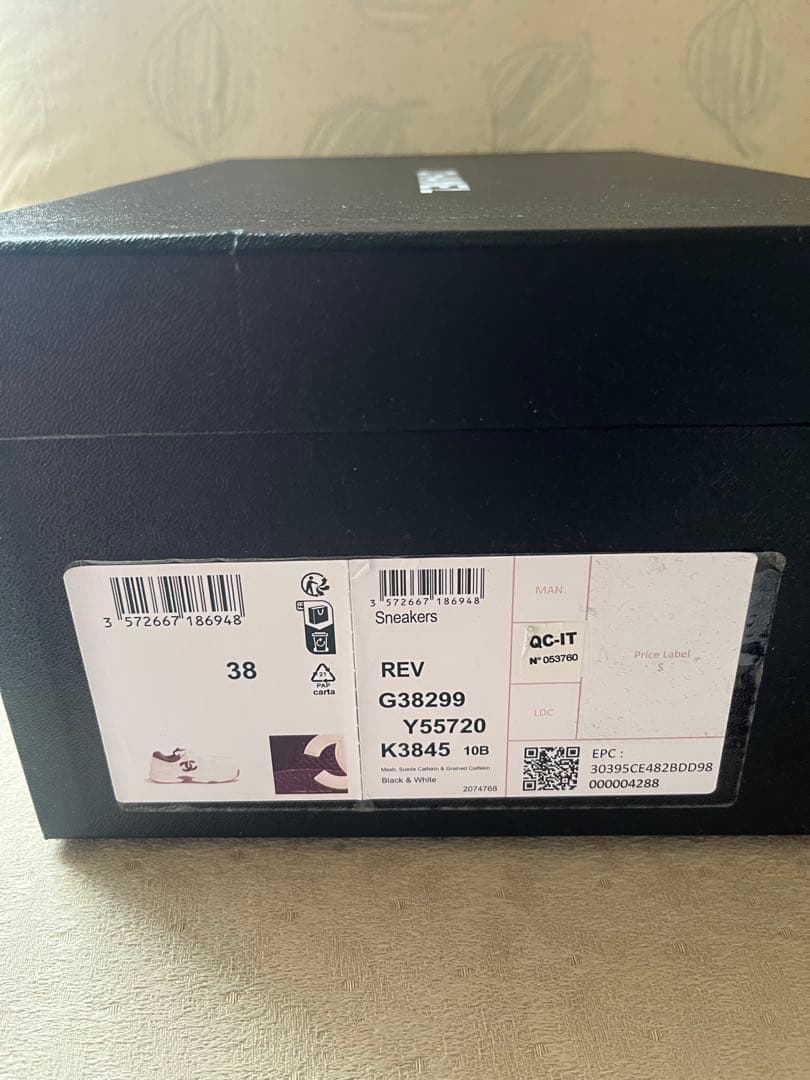 3 572667 186948
38
21
PAP
carta
3 572667 186948
Sneakers
REV
G38299
Y55720
K3845 10B
Mesh, Suede Calfskin & Grained Calfskin
Black & White
2074768
MAN.
QC-IT
N° 053760
LOC
Price Label
$
EPC :
30395CE482BDD98
000004288